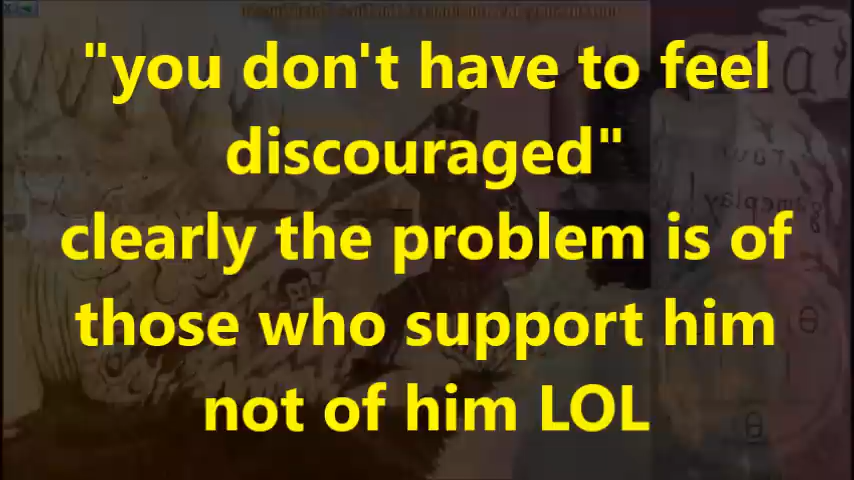 "you don't have to feel
discouraged"
clearly the problem is of
those who support him
not of him LOL